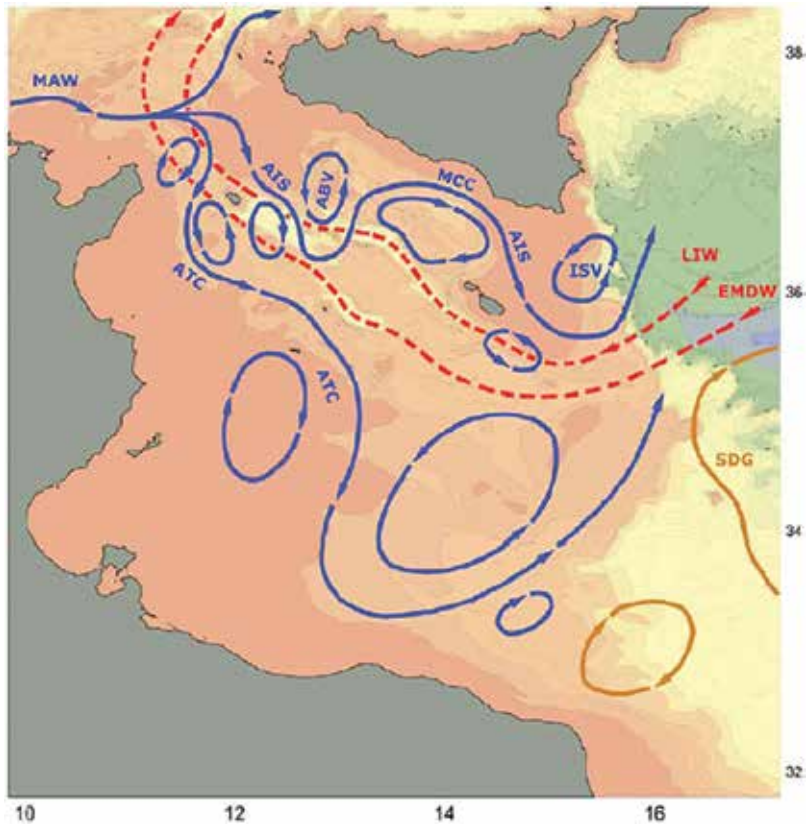 MAW
38
AIS
ABV
MCC
AIS
ISV
LIW
ATC
EMDW
36
ATC
SDG
34
32
10
12
14
16